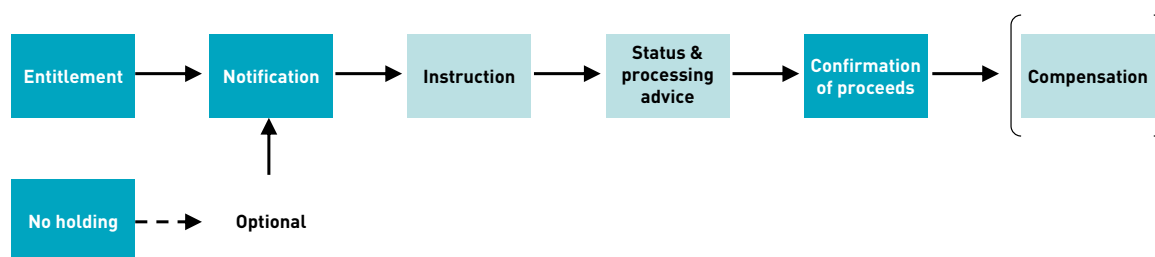 Entitlement
Notification
Instruction
Status &
processing
advice
Confirmation
of proceeds
Compensation
No holding
Optional